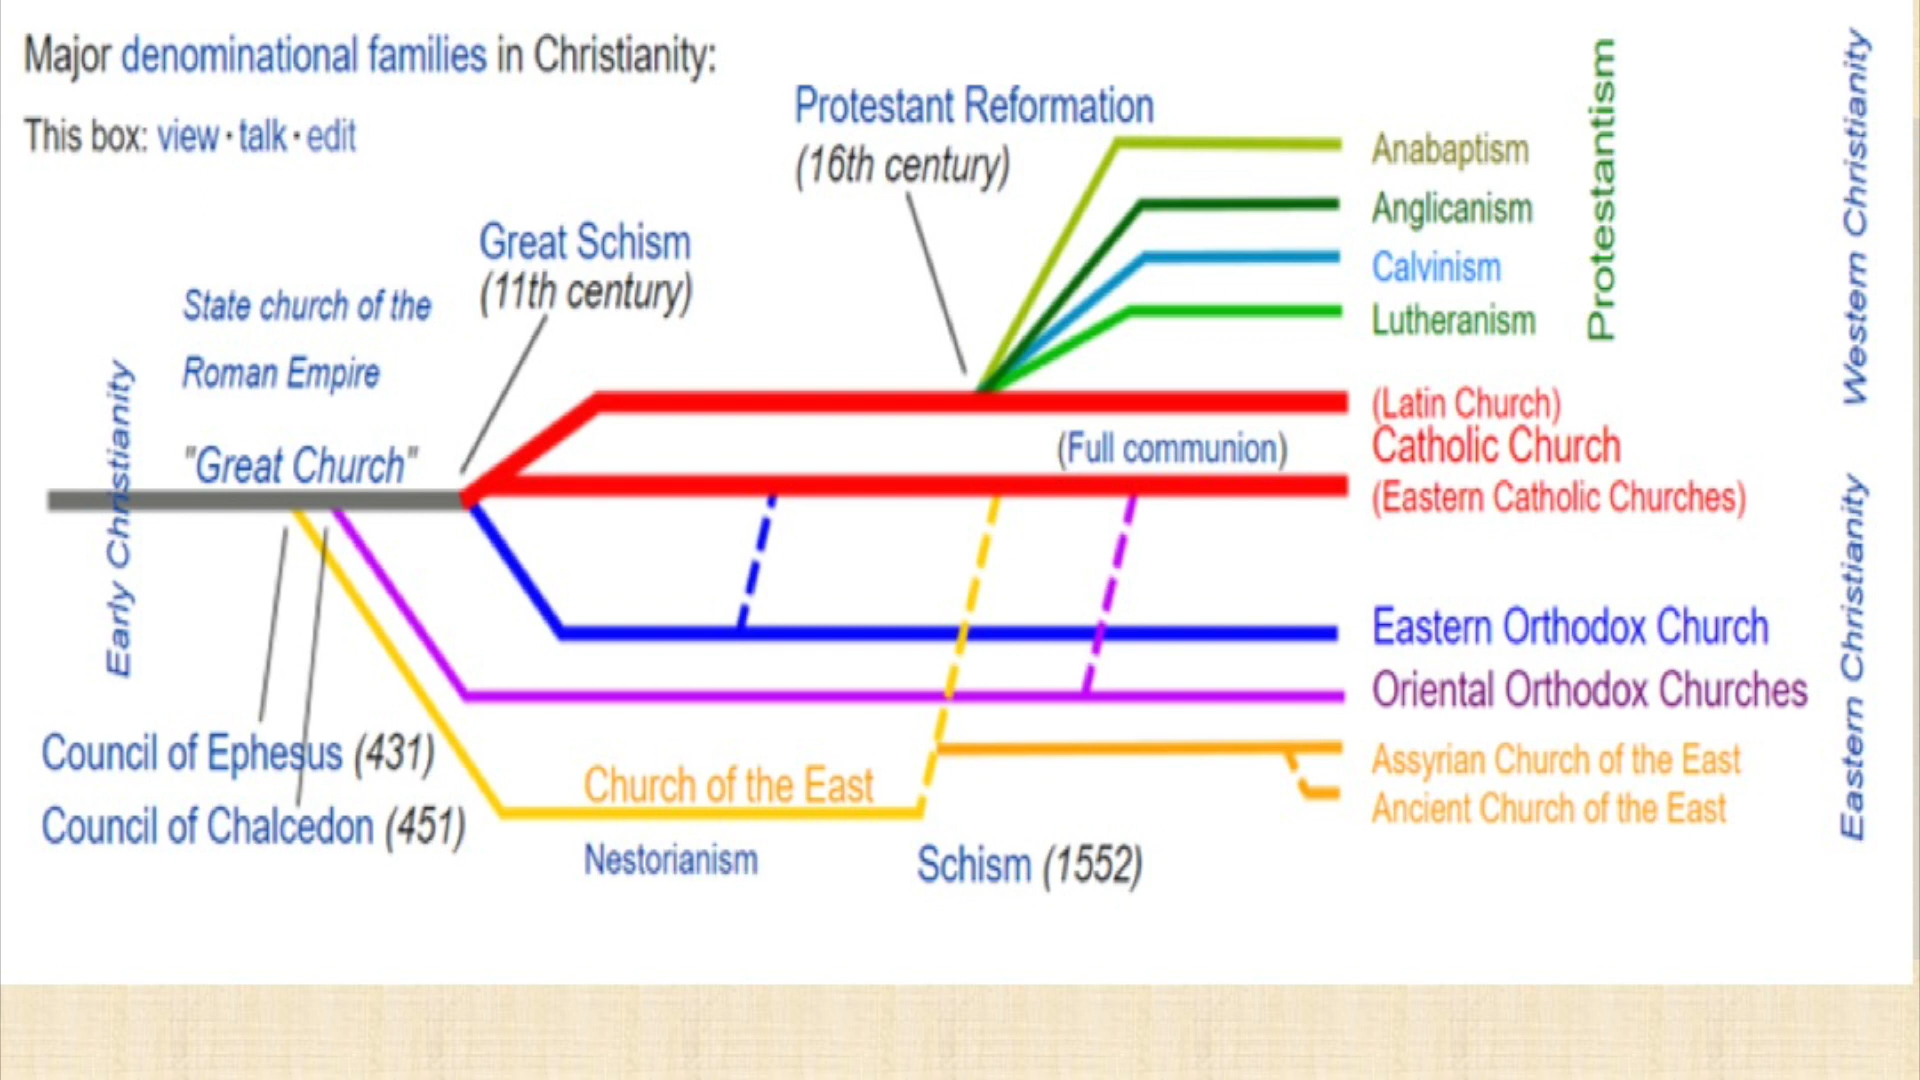 Major denominational families in Christianity:
This box: view · talk · edit
Protestant Reformation
(16th century)
Great Schism
(11th century)
State church of the
Roman Empire
"Great Church"
Early Christianity
Council of Ephesus (431)
Council of Chalcedon (451)
Church of the East
Nestorianism
Schism (1552)
(Full communion)
Anabaptism
Anglicanism
Calvinism
Lutheranism
Protestantism
(Latin Church)
Catholic Church
(Eastern Catholic Churches)
Eastern Orthodox Church
Oriental Orthodox Churches
Assyrian Church of the East
Ancient Church of the East
Western Christianity
Eastern Christianity